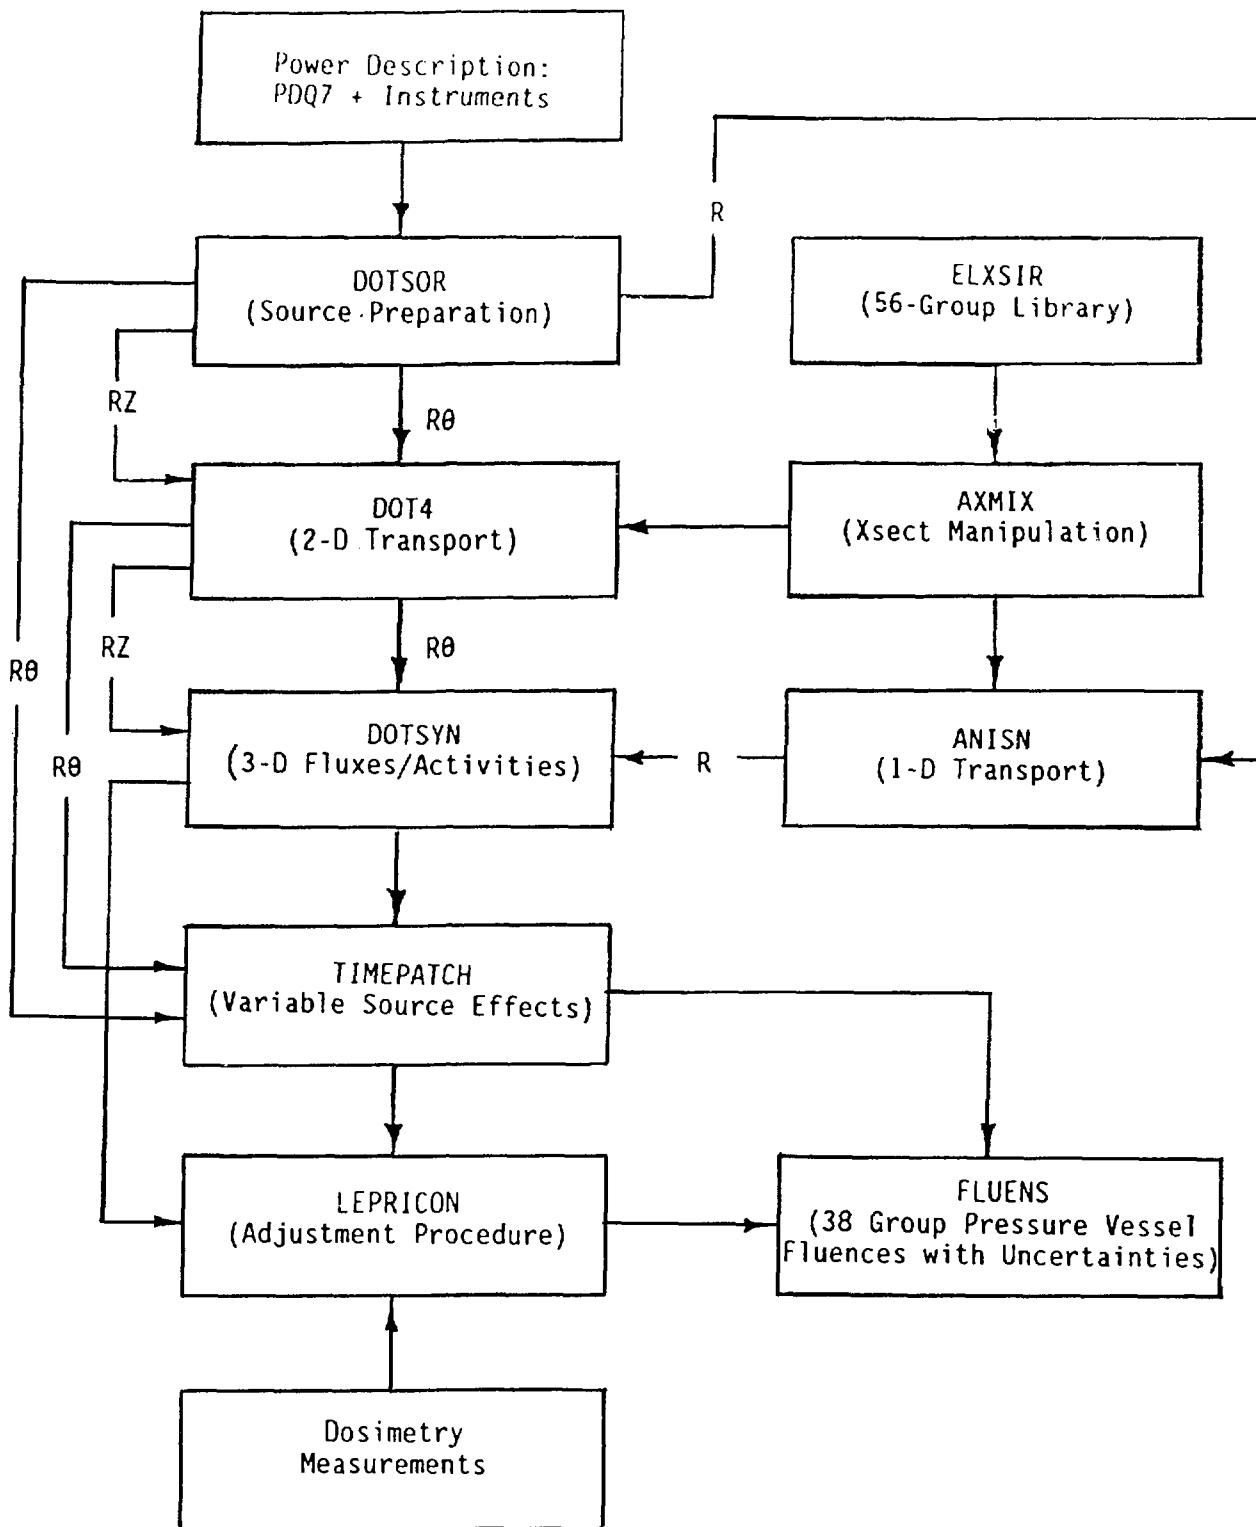 Power Description:
PDQ7 + Instruments
R
DOTSOR
(Source Preparation)
ELXSIR
(56-Group Library)
RZ
Rθ
DOT4
(2-D Transport)
AXMIX
(Xsect Manipulation)
RZ
Rθ
Rθ
DOTSYN
(3-D Fluxes/Activities)
R
ANISN
(1-D Transport)
Rθ
TIMEPATCH
(Variable Source Effects)
LEPRICON
(Adjustment Procedure)
FLUENS
(38 Group Pressure Vessel
Fluences with Uncertainties)
Dosimetry
Measurements